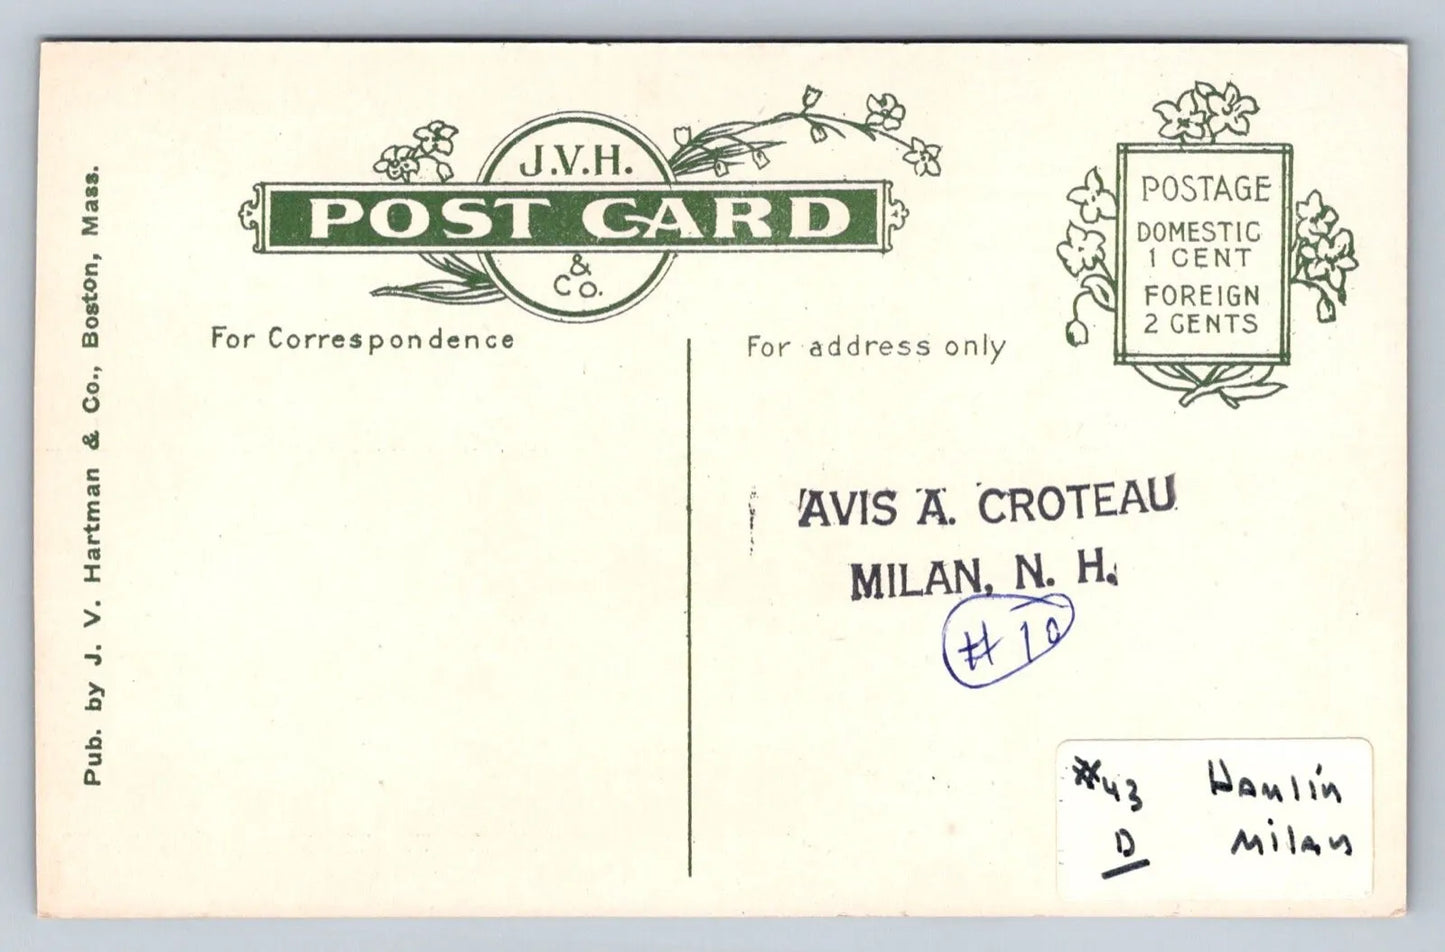 J.V.H.
POST CARD
&
Co.
POSTAGE
DOMESTIC
1 CENT
FOREIGN
2 CENTS
For Correspondence
For address only
Pub. by J. V. Hartman & Co., Boston, Mass.
AVIS A. CROTEAU
MILAN, N. H.
#10
#43
D
Milan